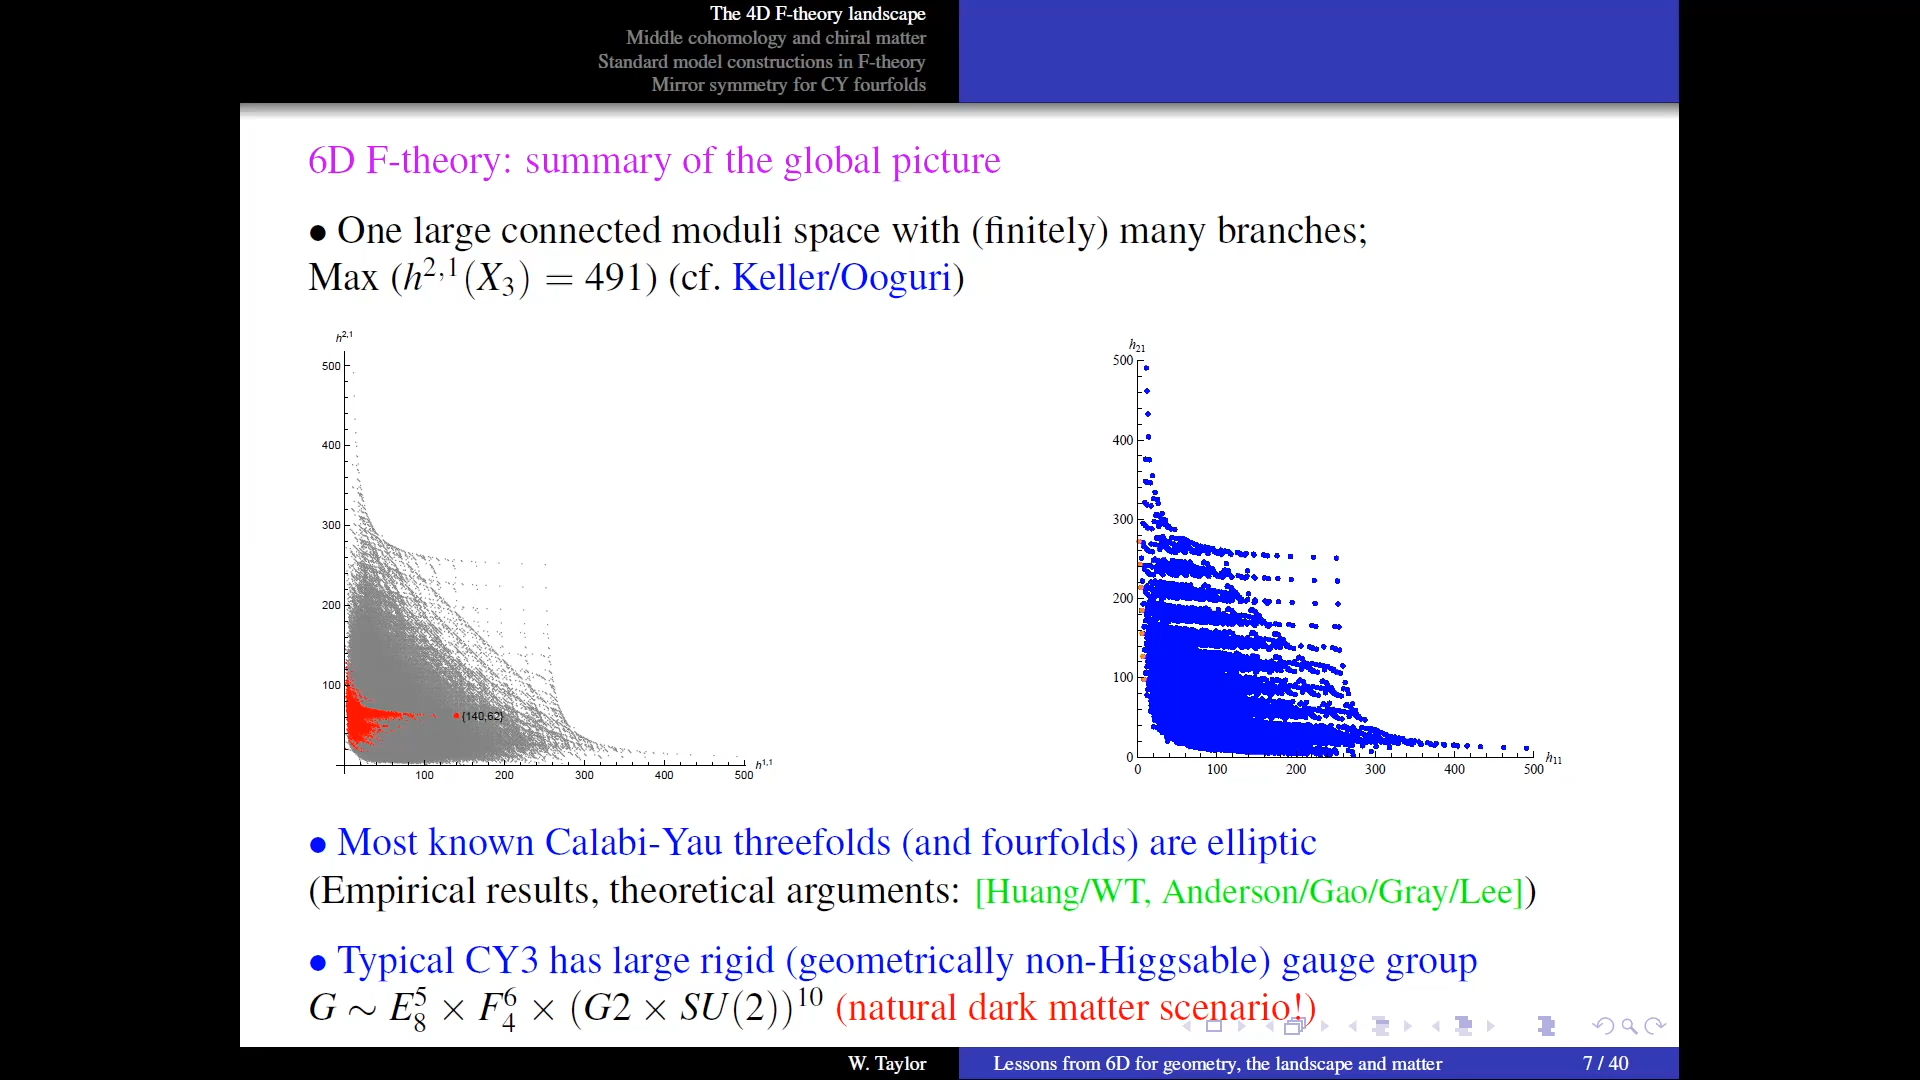 The 4D F-theory landscape
Middle cohomology and chiral matter
Standard model constructions in F-theory
Mirror symmetry for CY fourfolds
6D F-theory: summary of the global picture
• One large connected moduli space with (finitely) many branches;
Max (h^{2,1}(X_3) = 491) (cf. Keller/Ooguri)
h^{2,1}
500
400
300
200
100
{140,62}
100 200 300 400 500 h^{1,1}
h_{21}
500
400
300
200
100
0
0 100 200 300 400 500 h_{11}
• Most known Calabi-Yau threefolds (and fourfolds) are elliptic
(Empirical results, theoretical arguments: [Huang/WT, Anderson/Gao/Gray/Lee])
• Typical CY3 has large rigid (geometrically non-Higgsable) gauge group
G ∼ E_8^5 × F_4^6 × (G2 × SU(2))^{10} (natural dark matter scenario!)
W. Taylor Lessons from 6D for geometry, the landscape and matter 7 / 40